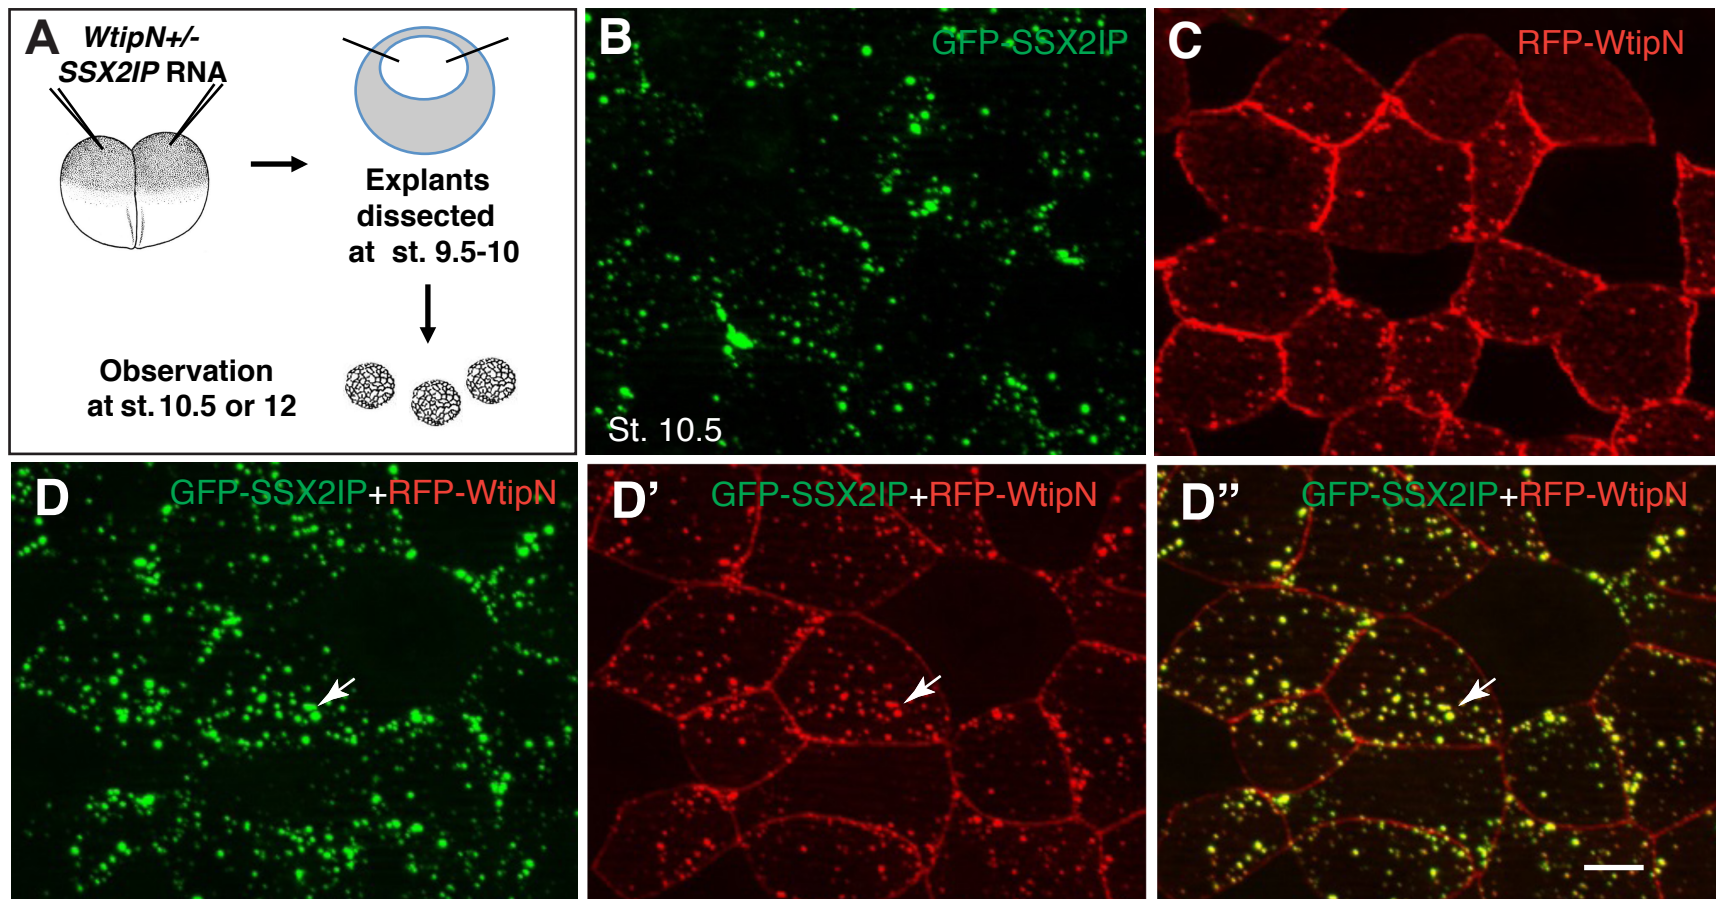 A
WtipN+/-
SSX2IP RNA
Explants
dissected
at st. 9.5-10
Observation
at st. 10.5 or 12
B
GFP-SSX2IP
St. 10.5
C
RFP-WtipN
D
GFP-SSX2IP+RFP-WtipN
D’
GFP-SSX2IP+RFP-WtipN
D”
GFP-SSX2IP+RFP-WtipN